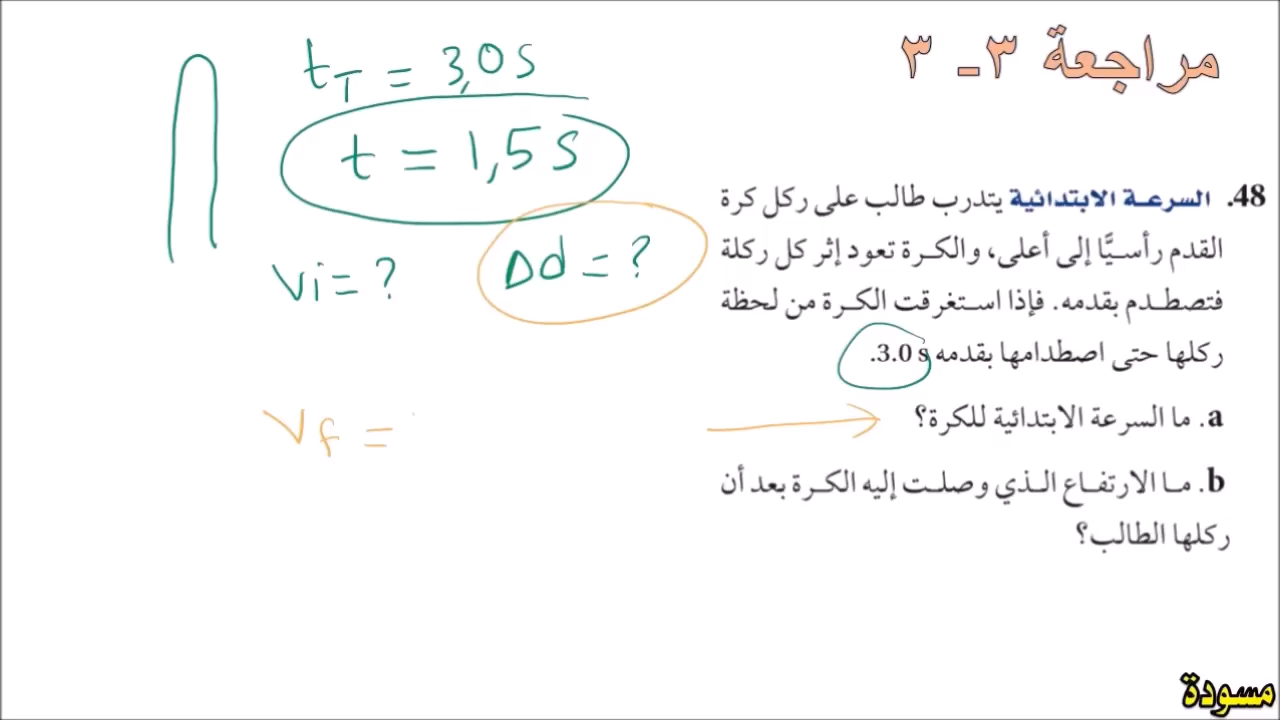 مراجعة ٣ - ٣
t_T = 3,0 s
t = 1,5 s
vi = ?
Δd = ?
vf =
48. السرعة الابتدائية يتدرب طالب على ركل كرة
القدم رأسيًّا إلى أعلى، والكرة تعود إثر كل ركلة
فتصطدم بقدمه. فإذا استغرقت الكرة من لحظة
ركلها حتى اصطدامها بقدمه 3.0 s.
a. ما السرعة الابتدائية للكرة؟
b. ما الارتفاع الذي وصلت إليه الكرة بعد أن
ركلها الطالب؟
مسودة